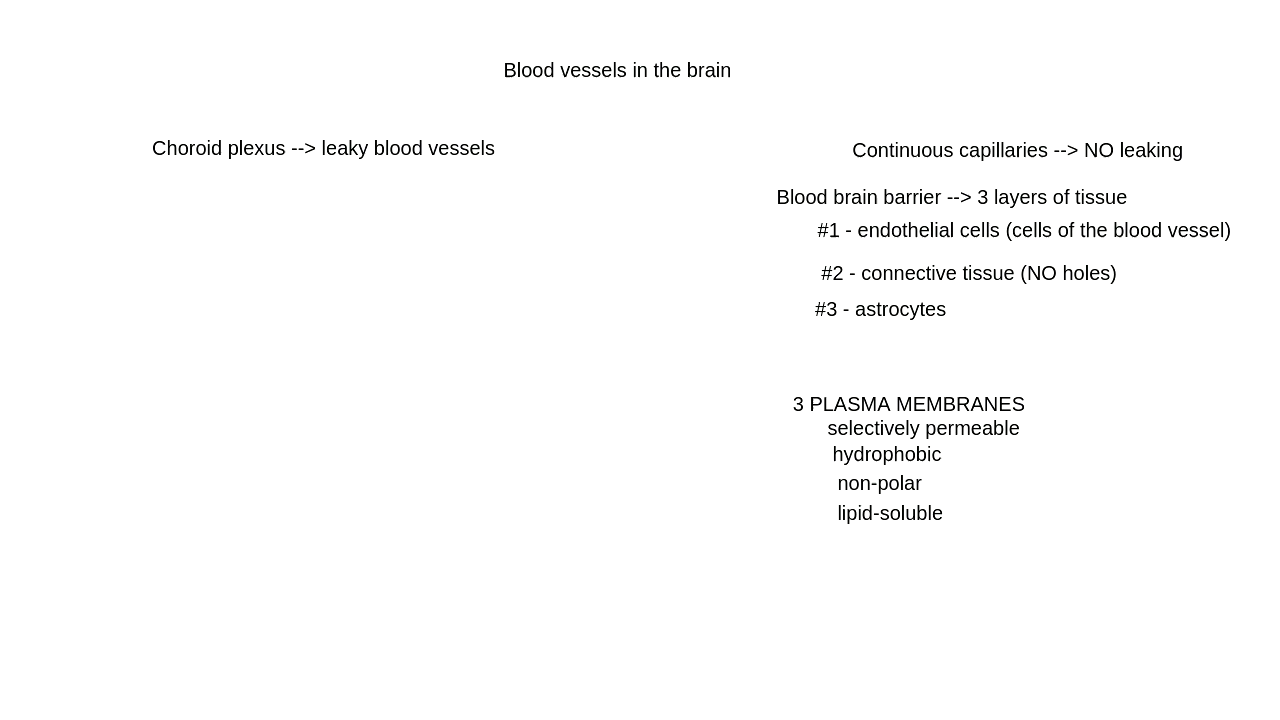 Blood vessels in the brain
Choroid plexus --> leaky blood vessels
Continuous capillaries --> NO leaking
Blood brain barrier --> 3 layers of tissue
#1 - endothelial cells (cells of the blood vessel)
#2 - connective tissue (NO holes)
#3 - astrocytes
3 PLASMA MEMBRANES
selectively permeable
hydrophobic
non-polar
lipid-soluble